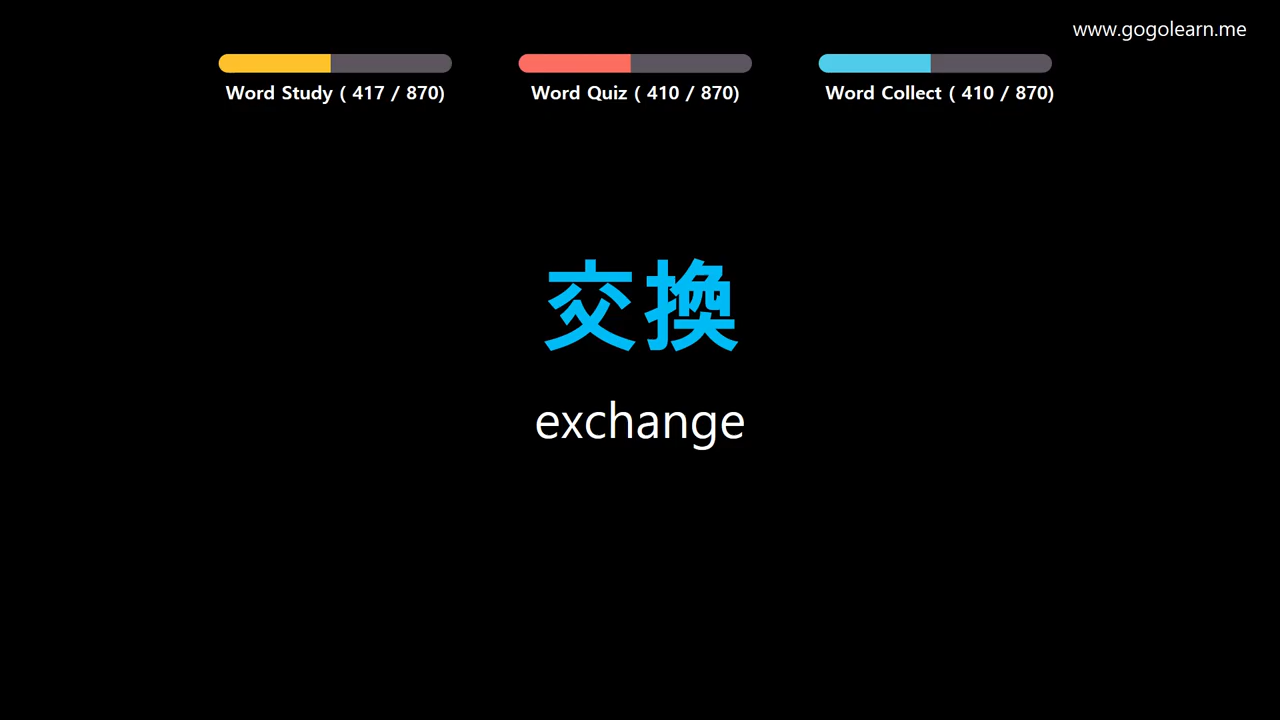 www.gogolearn.me
Word Study ( 417 / 870)
Word Quiz ( 410 / 870)
Word Collect ( 410 / 870)
交換
exchange